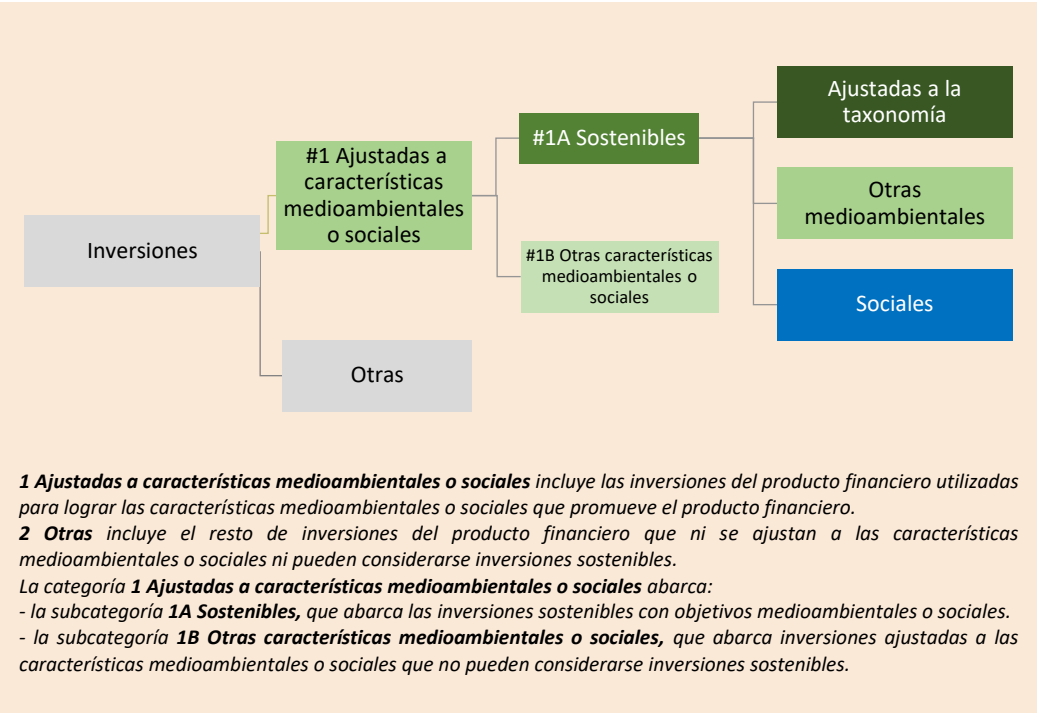 Ajustadas a la
taxonomía
#1A Sostenibles
#1 Ajustadas a
características
medioambientales
o sociales
Otras
medioambientales
Inversiones
#1B Otras características
medioambientales o
sociales
Sociales
Otras
1 Ajustadas a características medioambientales o sociales incluye las inversiones del producto financiero utilizadas
para lograr las características medioambientales o sociales que promueve el producto financiero.
2 Otras incluye el resto de inversiones del producto financiero que ni se ajustan a las características
medioambientales o sociales ni pueden considerarse inversiones sostenibles.
La categoría 1 Ajustadas a características medioambientales o sociales abarca:
- la subcategoría 1A Sostenibles, que abarca las inversiones sostenibles con objetivos medioambientales o sociales.
- la subcategoría 1B Otras características medioambientales o sociales, que abarca inversiones ajustadas a las
características medioambientales o sociales que no pueden considerarse inversiones sostenibles.